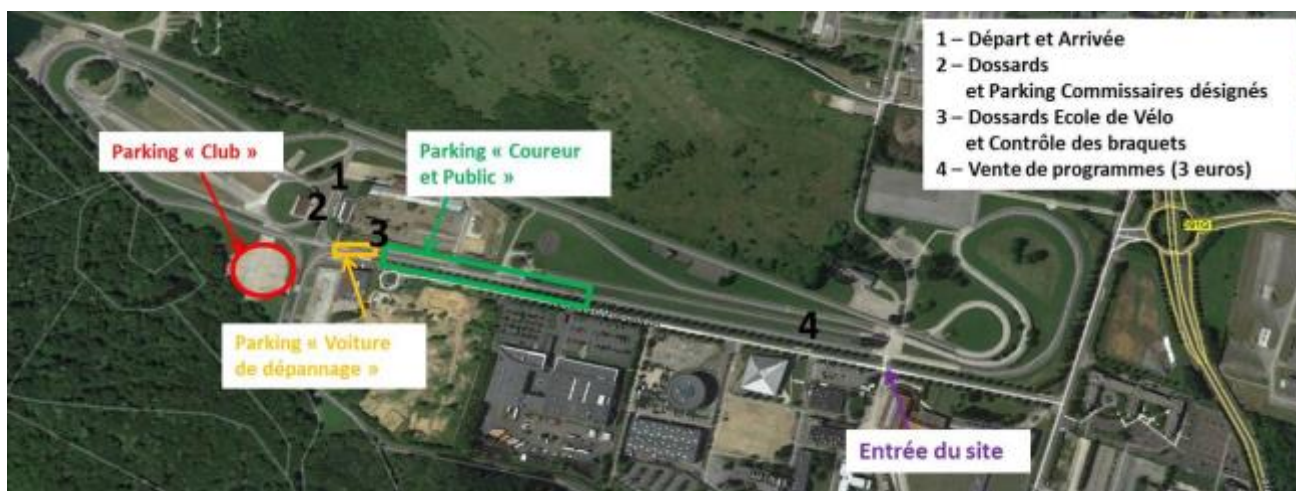 1 – Départ et Arrivée
2 – Dossards
et Parking Commissaires désignés
3 – Dossards Ecole de Vélo
et Contrôle des braquets
4 – Vente de programmes (3 euros)
Parking « Club »
Parking « Coureur
et Public »
1
2
3
Parking « Voiture
de dépannage »
4
Entrée du site